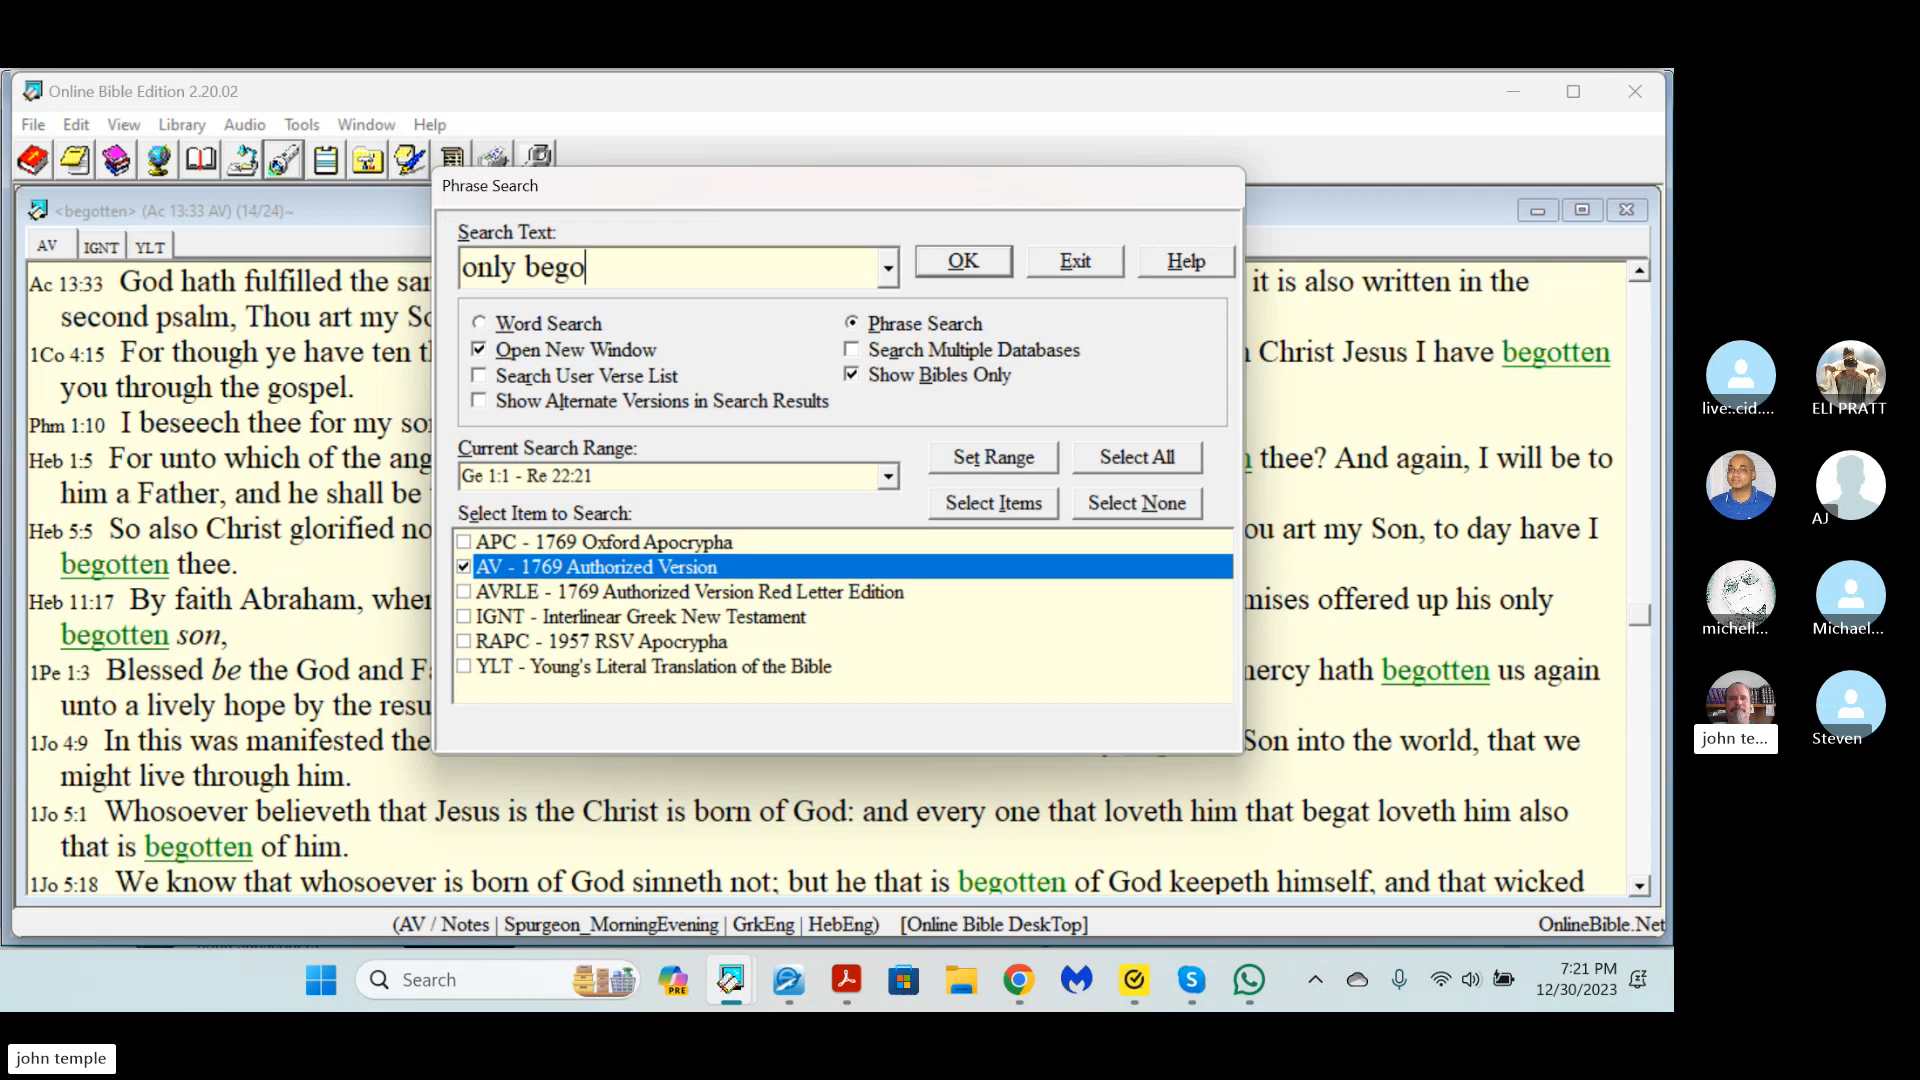 Online Bible Edition 2.20.02
File Edit View Library Audio Tools Window Help
<begotten> (Ac 13:33 AV) (14/24)~
AV IGNT YLT
Phrase Search
Search Text:
only bego
OK Exit Help
Word Search
Phrase Search
Open New Window
Search Multiple Databases
Search User Verse List
Show Bibles Only
Show Alternate Versions in Search Results
Current Search Range:
Ge 1:1 - Re 22:21
Set Range Select All
Select Items Select None
Select Item to Search:
APC - 1769 Oxford Apocrypha
AV - 1769 Authorized Version
AVRLE - 1769 Authorized Version Red Letter Edition
IGNT - Interlinear Greek New Testament
RAPC - 1957 RSV Apocrypha
YLT - Young's Literal Translation of the Bible
Ac 13:33 God hath fulfilled the it is also written in the
second psalm, Thou art my
1Co 4:15 For though ye have ten Christ Jesus I have begotten
you through the gospel.
Phm 1:10 I beseech thee for my
Heb 1:5 For unto which of the thee? And again, I will be to
him a Father, and he shall be
Heb 5:5 So also Christ glorified art my Son, to day have I
begotten thee.
Heb 11:17 By faith Abraham, offered up his only
begotten son,
1Pe 1:3 Blessed be the God and hath begotten us again
unto a lively hope by the
1Jo 4:9 In this was manifested the Son into the world, that we
might live through him.
1Jo 5:1 Whosoever believeth that Jesus is the Christ is born of God: and every one that loveth him that begat loveth him also
that is begotten of him.
1Jo 5:18 We know that whosoever is born of God sinneth not; but he that is begotten of God keepeth himself, and that wicked
(AV / Notes | Spurgeon_MorningEvening | GrkEng | HebEng) [Online Bible DeskTop]
OnlineBible.Net
Search
PRE
7:21 PM
12/30/2023
live:.cid....
ELI PRATT
AJ
michell...
Michael...
john te...
Steven
john temple